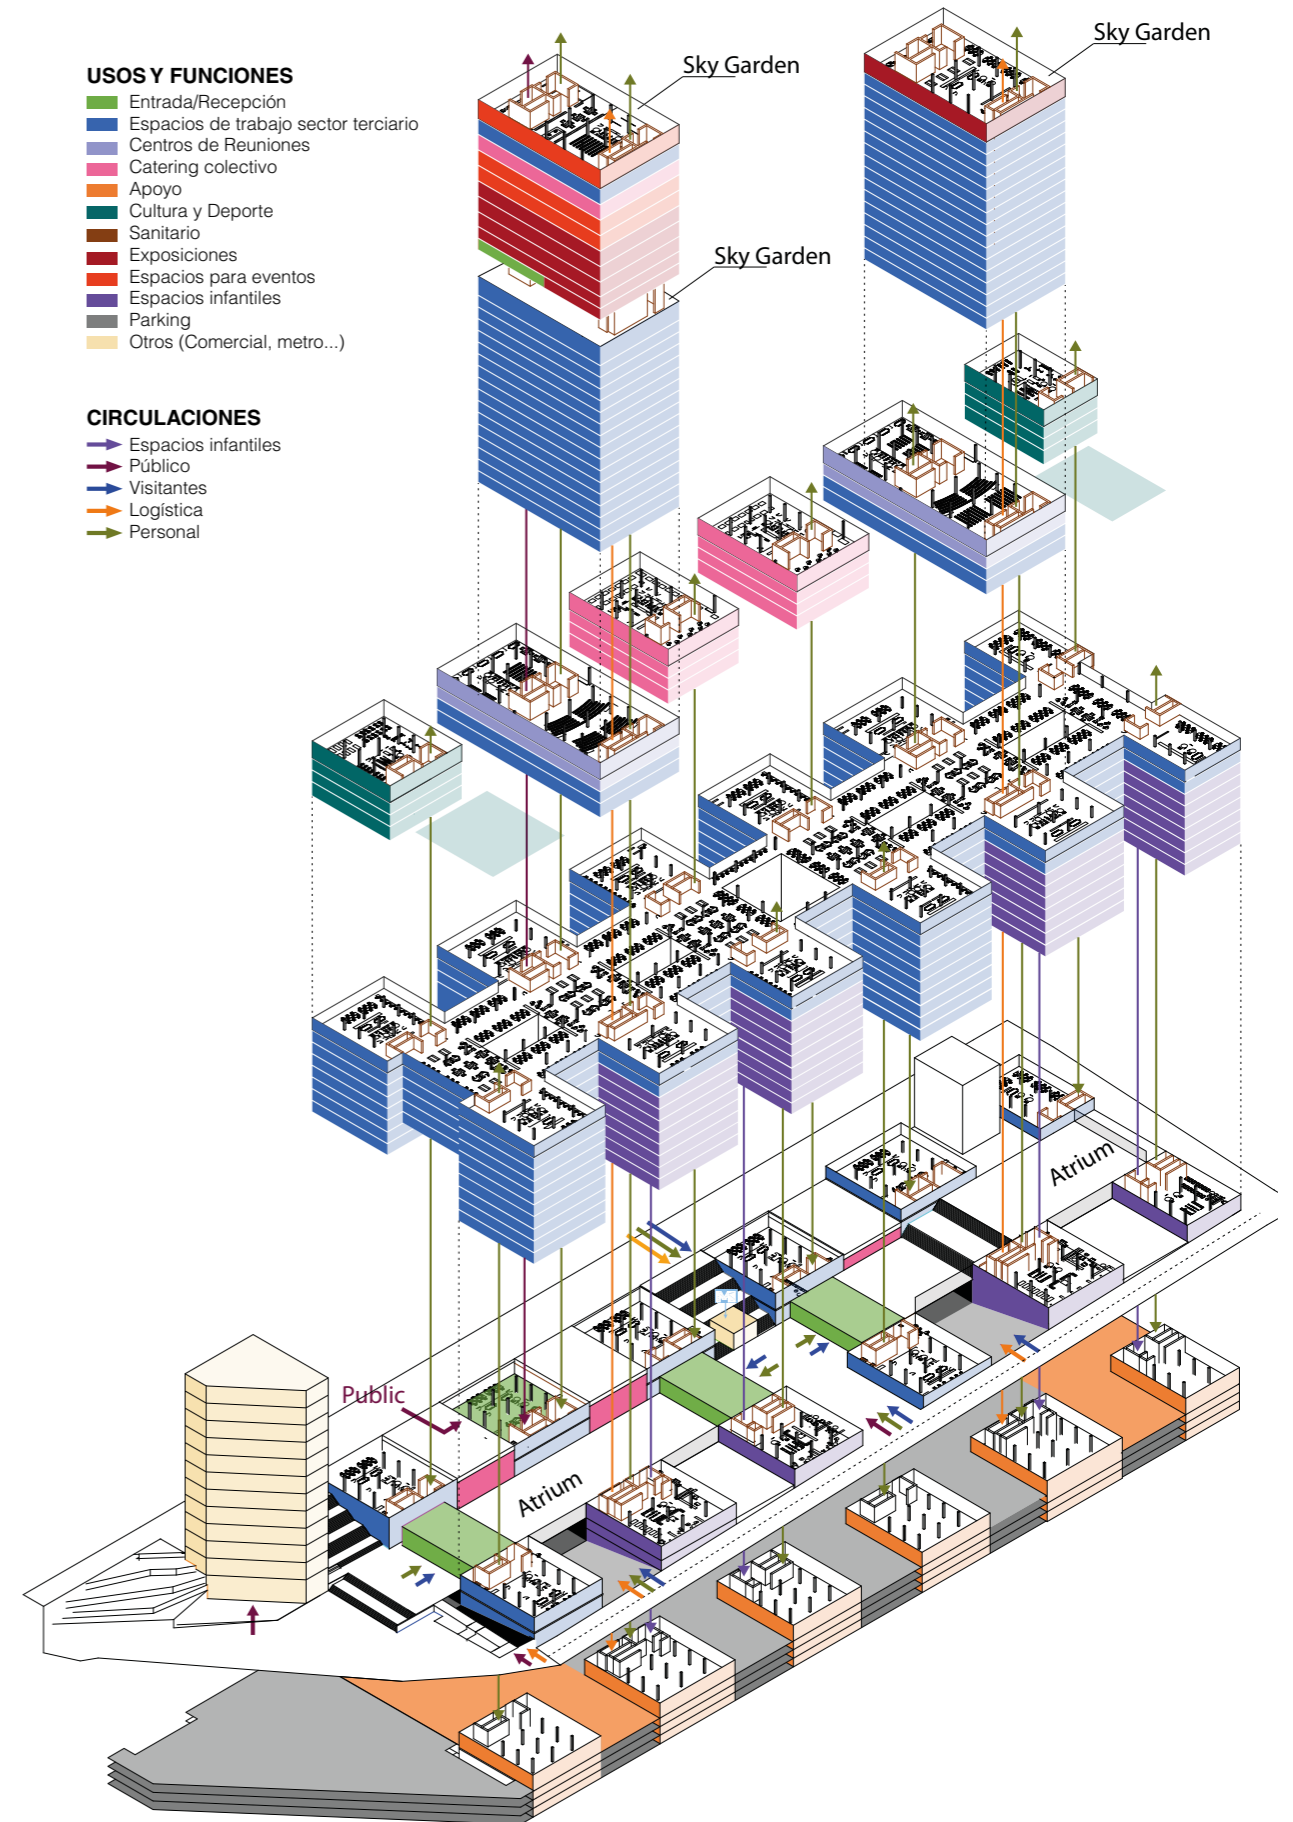 Sky Garden
Sky Garden
USOS Y FUNCIONES
Entrada/Recepción
Espacios de trabajo sector terciario
Centros de Reuniones
Catering colectivo
Apoyo
Cultura y Deporte
Sanitario
Exposiciones
Espacios para eventos
Espacios infantiles
Parking
Otros (Comercial, metro...)
Sky Garden
CIRCULACIONES
Espacios infantiles
Público
Visitantes
Logística
Personal
Atrium
Public
Atrium